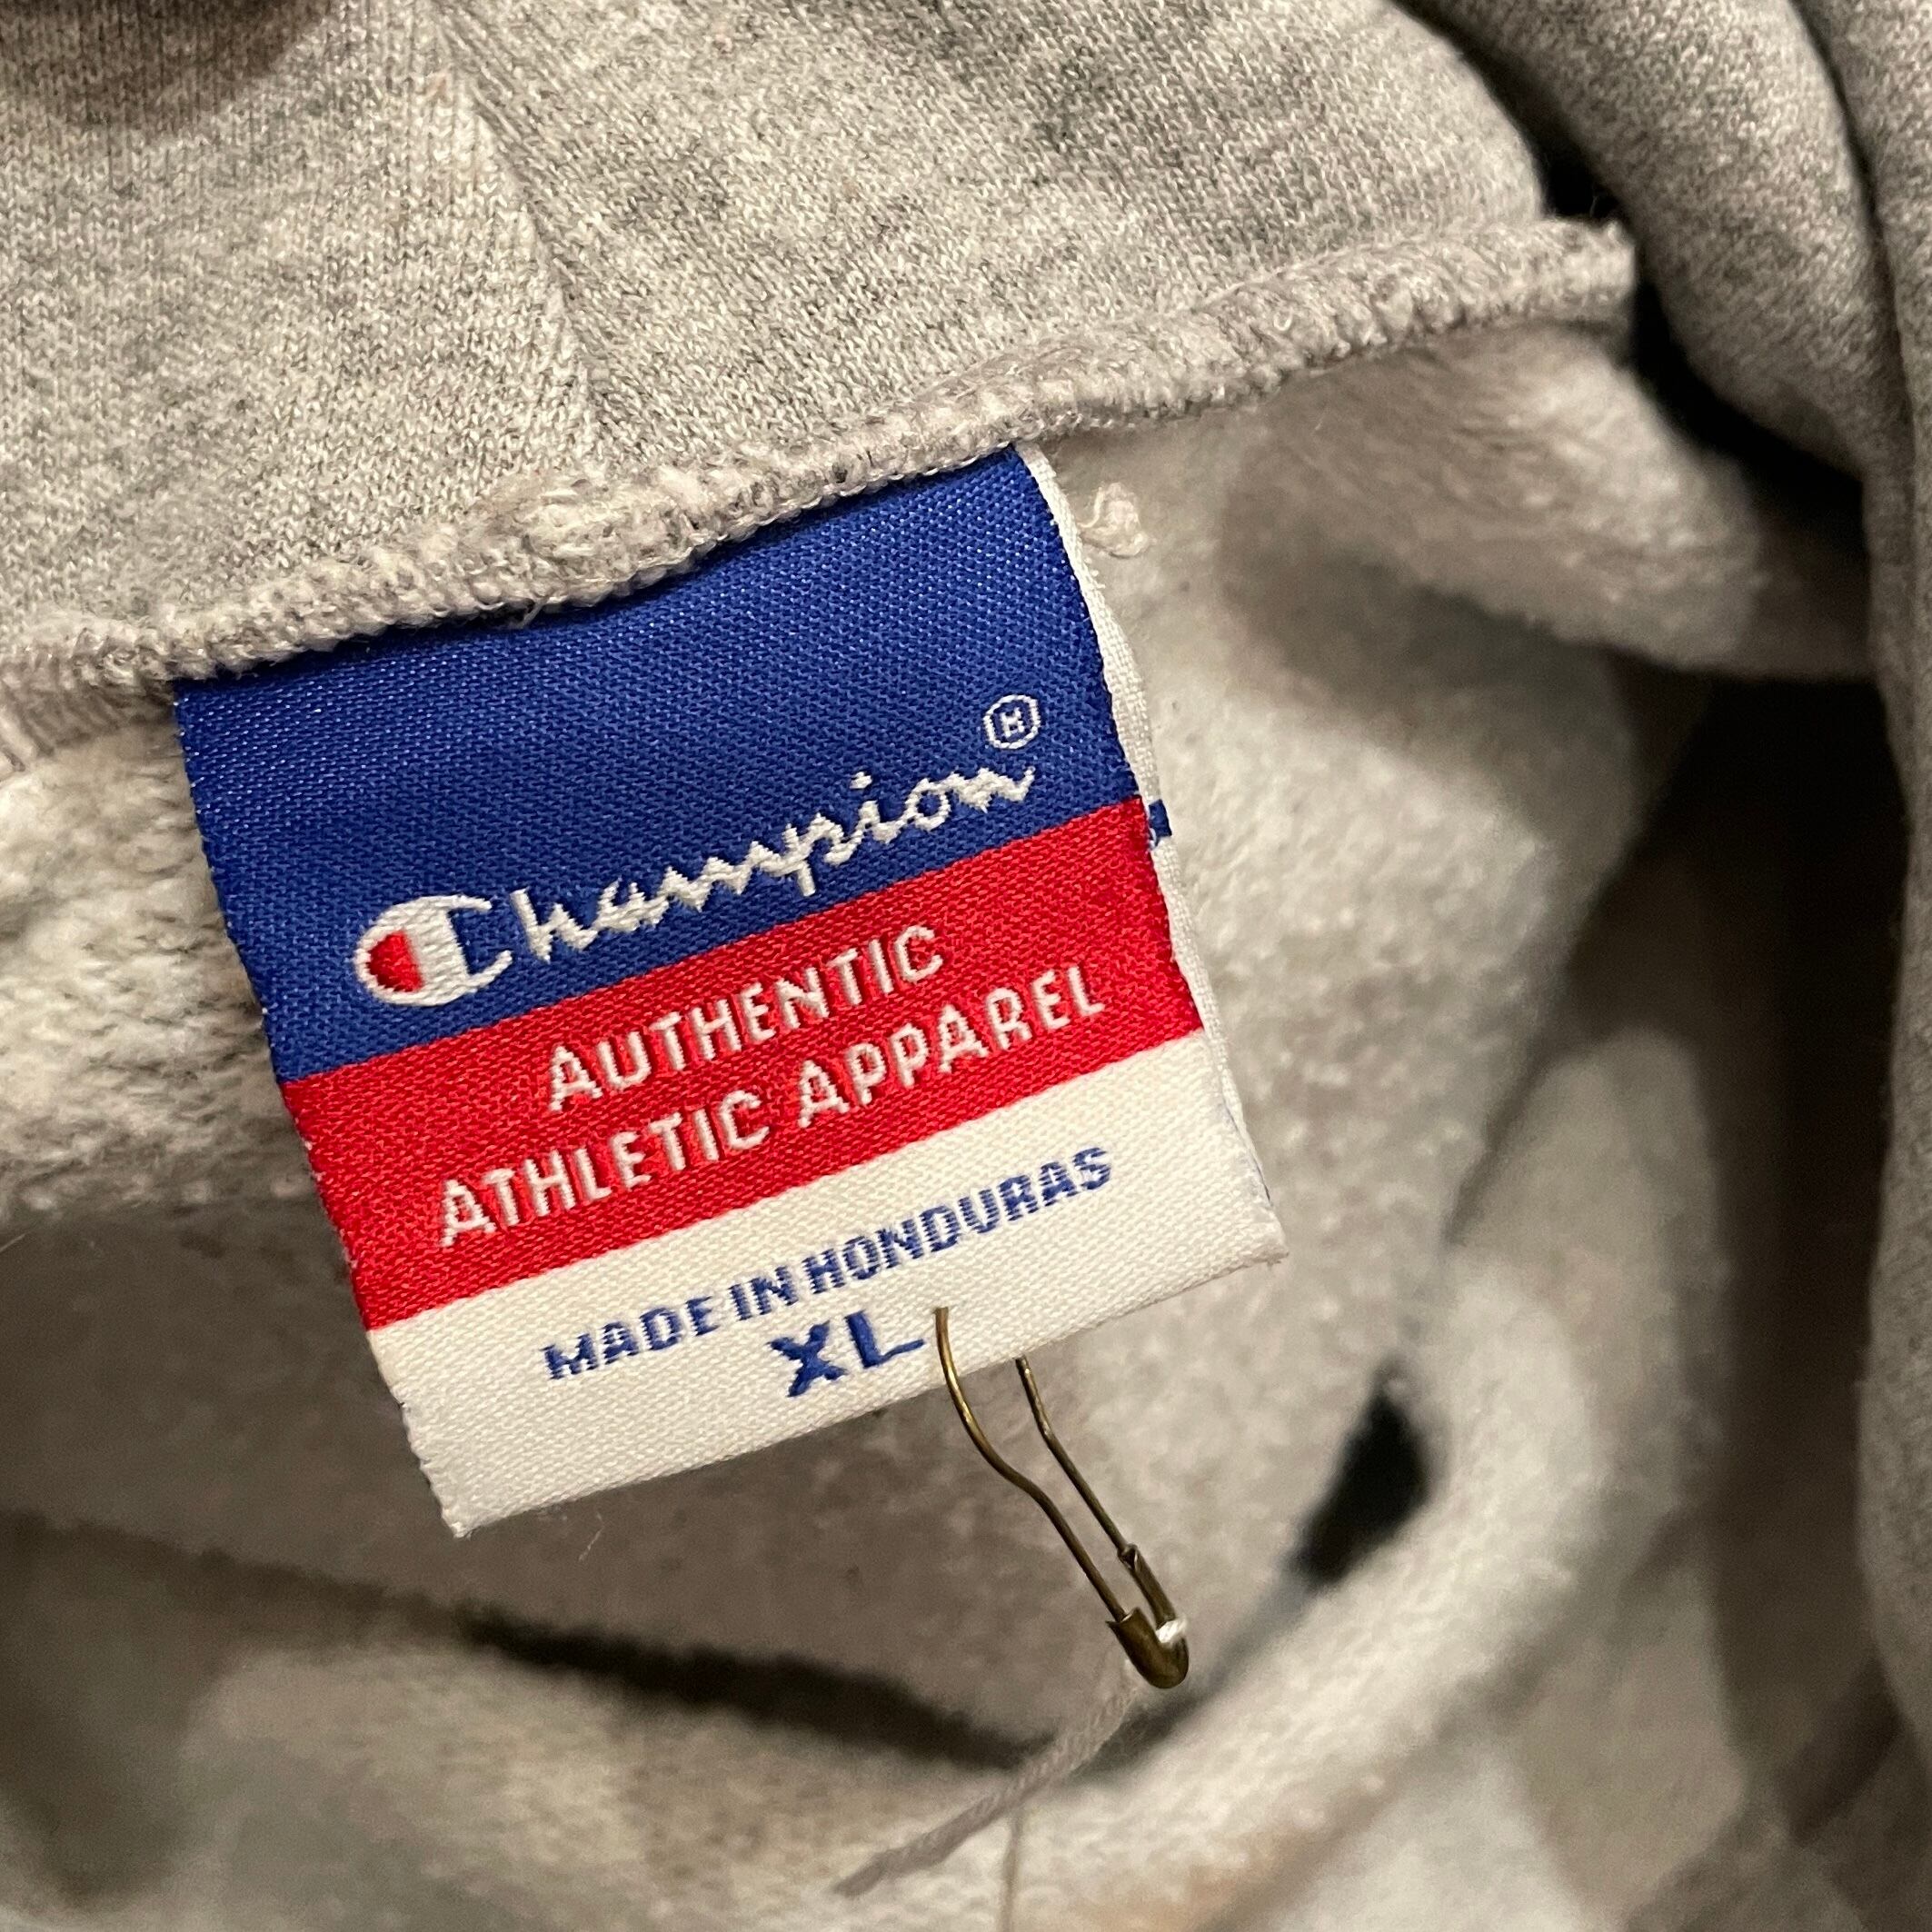 Champion®
AUTHENTIC
ATHLETIC APPAREL
MADE IN HONDURAS
XL